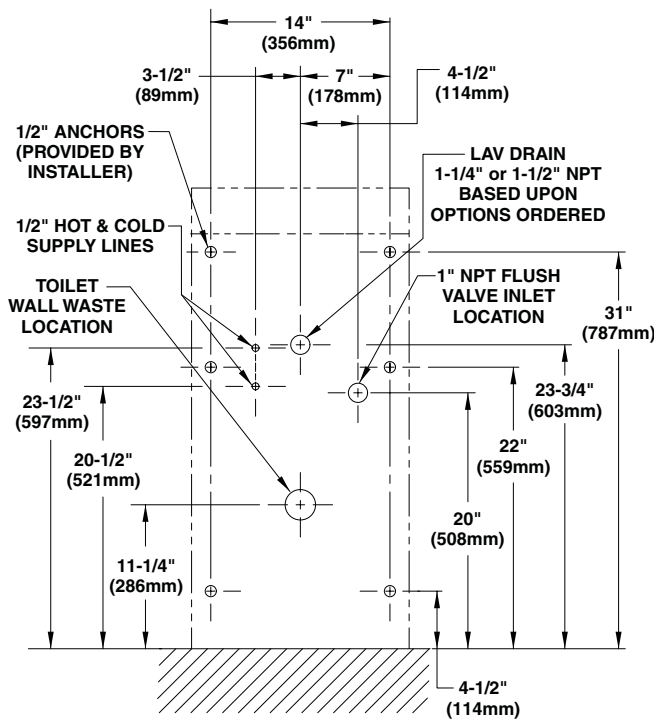 14"
(356mm)
3-1/2"
(89mm)
7"
(178mm)
4-1/2"
(114mm)
1/2" ANCHORS
(PROVIDED BY
INSTALLER)
LAV DRAIN
1-1/4" or 1-1/2" NPT
BASED UPON
OPTIONS ORDERED
1/2" HOT & COLD
SUPPLY LINES
TOILET
WALL WASTE
LOCATION
1" NPT FLUSH
VALVE INLET
LOCATION
31"
(787mm)
23-1/2"
(597mm)
23-3/4"
(603mm)
20-1/2"
(521mm)
22"
(559mm)
20"
(508mm)
11-1/4"
(286mm)
4-1/2"
(114mm)